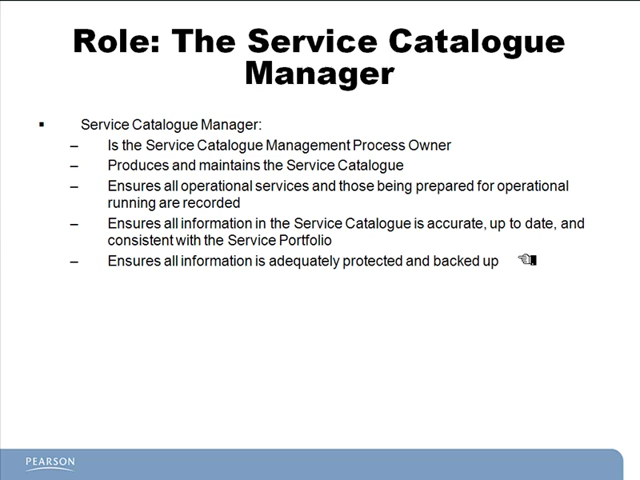 Role: The Service Catalogue
Manager
▪ Service Catalogue Manager:
– Is the Service Catalogue Management Process Owner
– Produces and maintains the Service Catalogue
– Ensures all operational services and those being prepared for operational
running are recorded
– Ensures all information in the Service Catalogue is accurate, up to date, and
consistent with the Service Portfolio
– Ensures all information is adequately protected and backed up
PEARSON